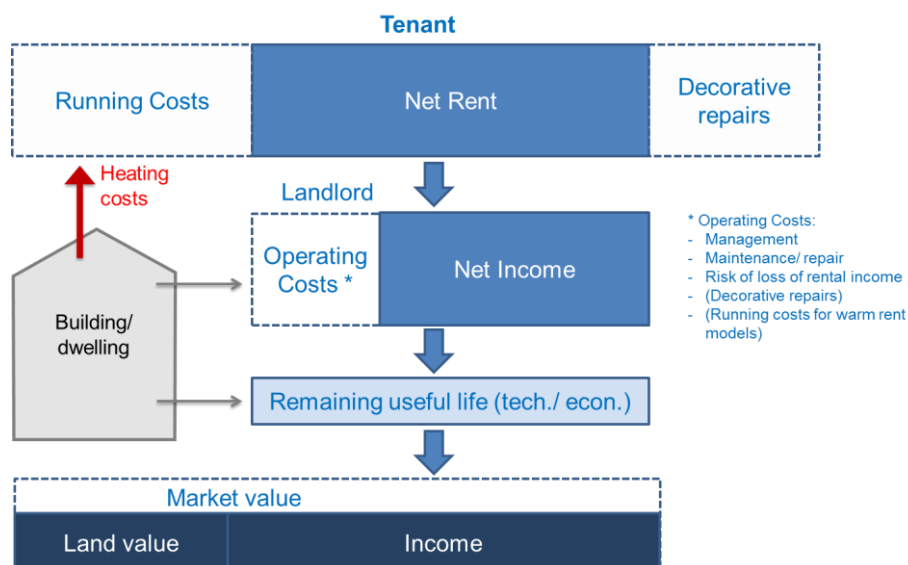 Tenant
Running Costs
Net Rent
Decorative
repairs
Heating
costs
Landlord
Operating
Costs *
Net Income
* Operating Costs:
- Management
- Maintenance/ repair
- Risk of loss of rental income
- (Decorative repairs)
- (Running costs for warm rent
models)
Building/
dwelling
Remaining useful life (tech./ econ.)
Market value
Land value
Income